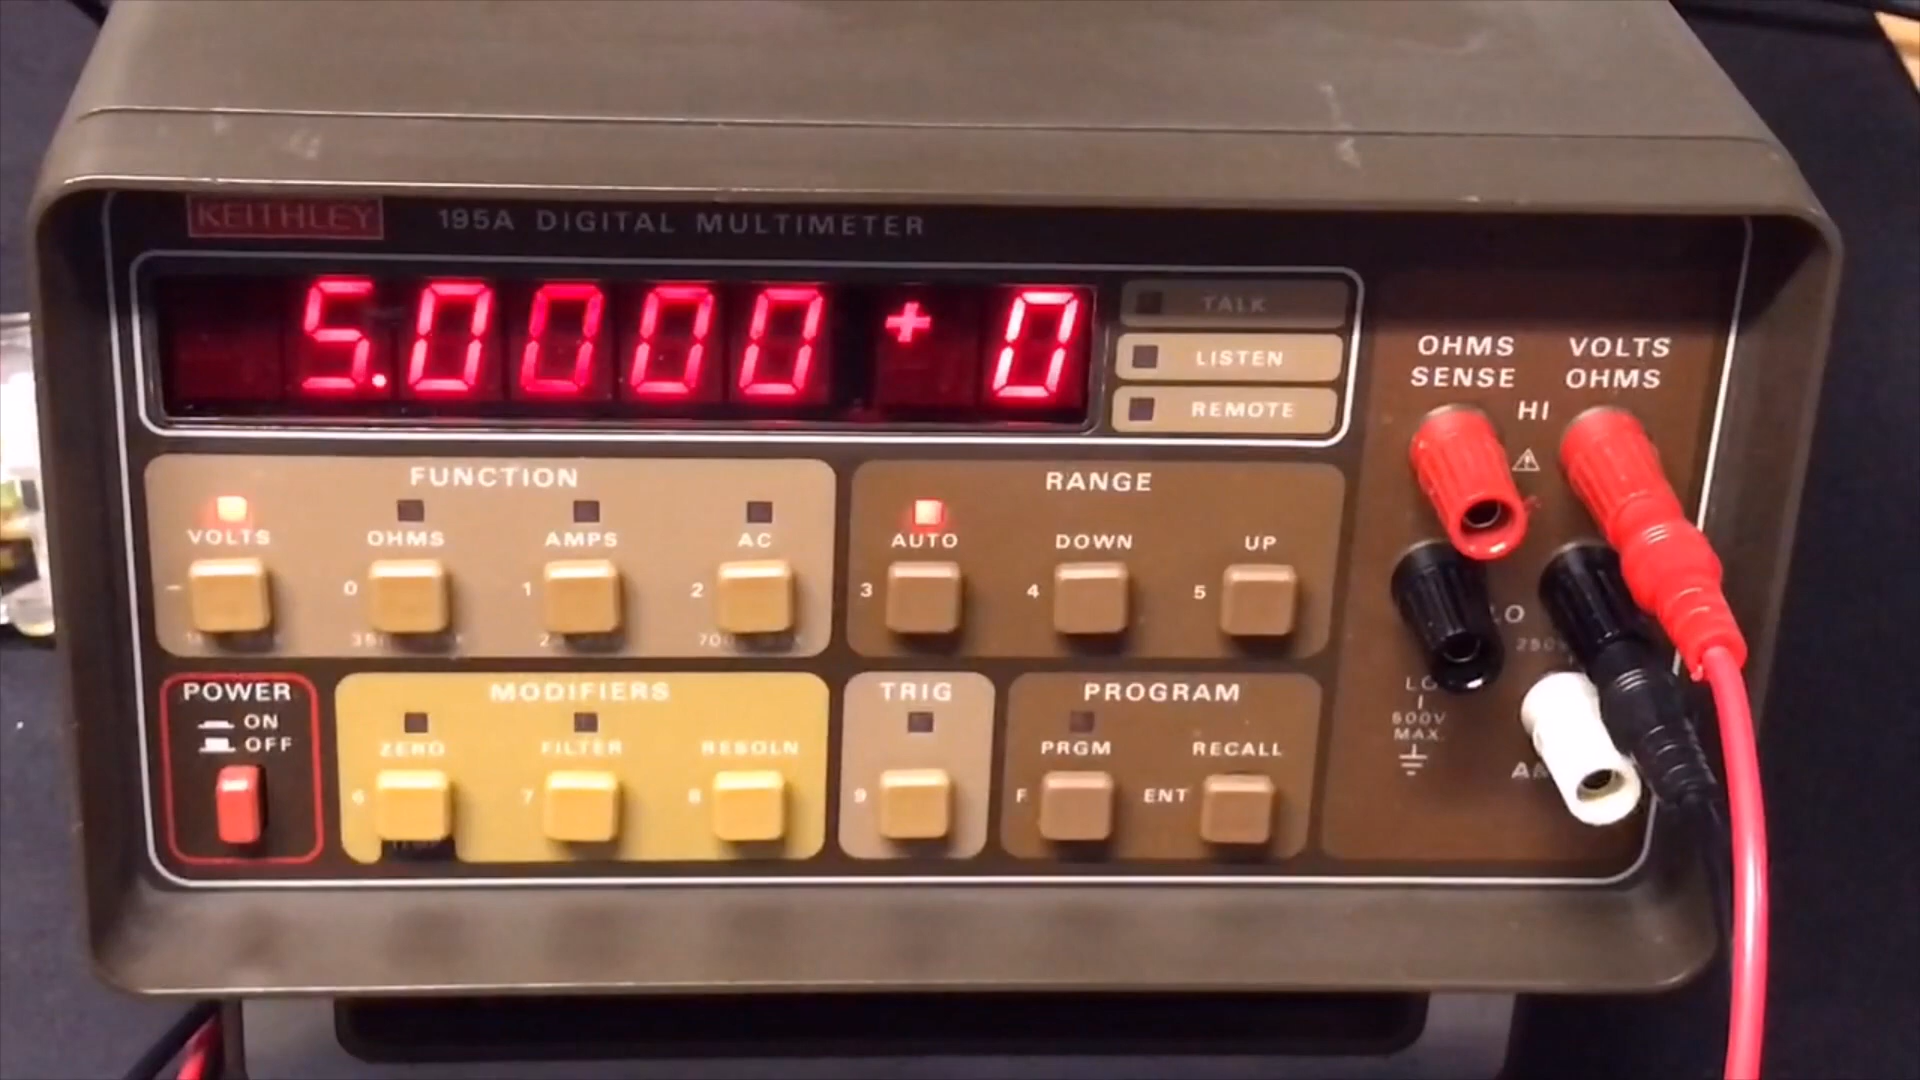 KEITHLEY 195A DIGITAL MULTIMETER
5.0000 + 0
TALK
LISTEN
REMOTE
FUNCTION
VOLTS OHMS AMPS AC
- 0 1 2
RANGE
AUTO DOWN UP
3 4 5
POWER
ON
OFF
MODIFIERS
ZERO FILTER RESOLN
6 7 8
TRIG
9
PROGRAM
PRGM RECALL
F ENT
OHMS SENSE
VOLTS OHMS
HI
LO
500V
MAX.